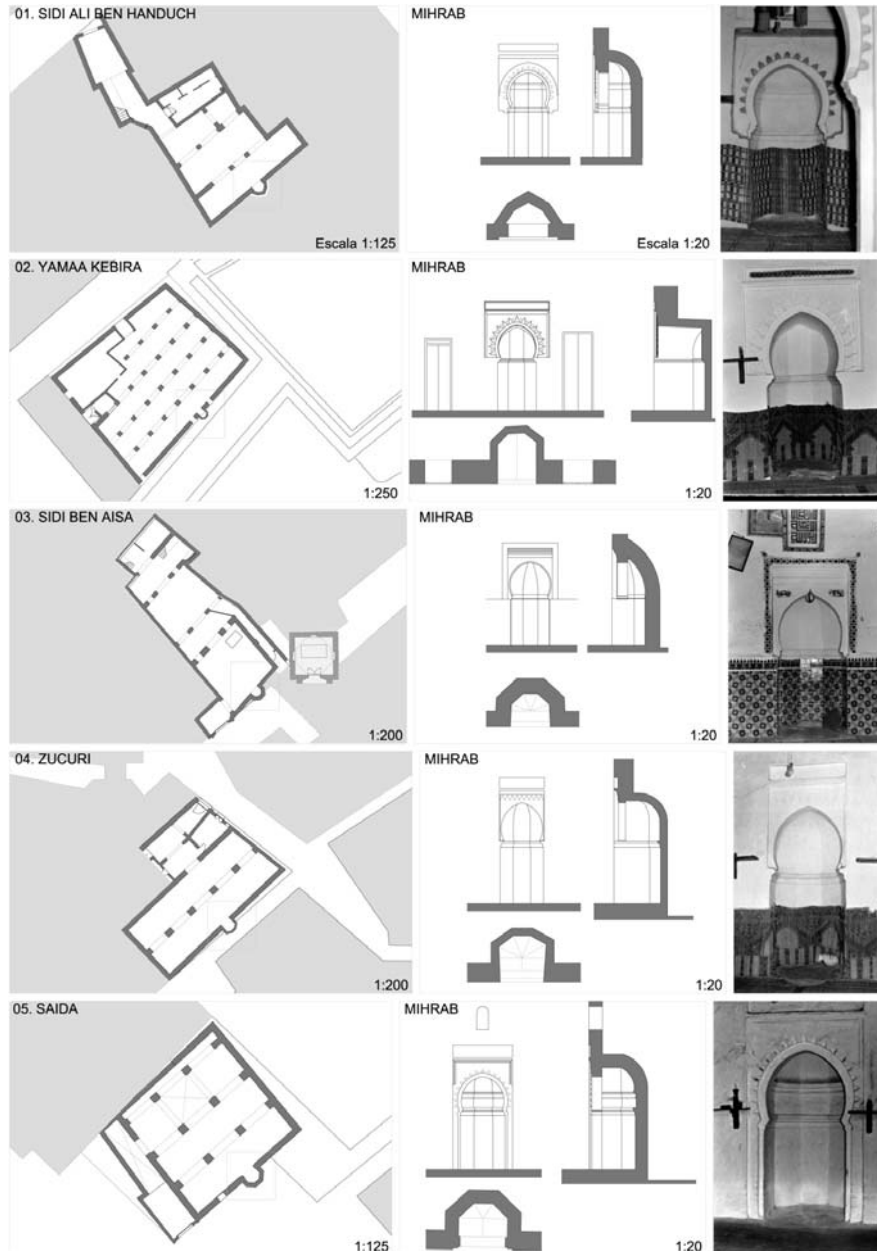 01. SIDI ALI BEN HANDUCH
MIHRAB
Escala 1:125
Escala 1:20
02. YAMAA KEBIRA
MIHRAB
1:250
1:20
03. SIDI BEN AISA
MIHRAB
1:200
1:20
04. ZUCURI
MIHRAB
1:200
1:20
05. SAIDA
MIHRAB
1:125
1:20